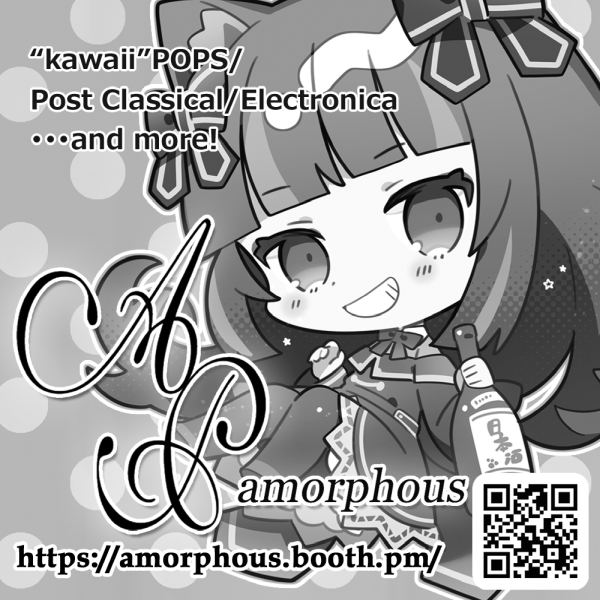 “kawaii”POPS/
Post Classical/Electronica
･･･and more!
AP
amorphous
日本酒
https://amorphous.booth.pm/